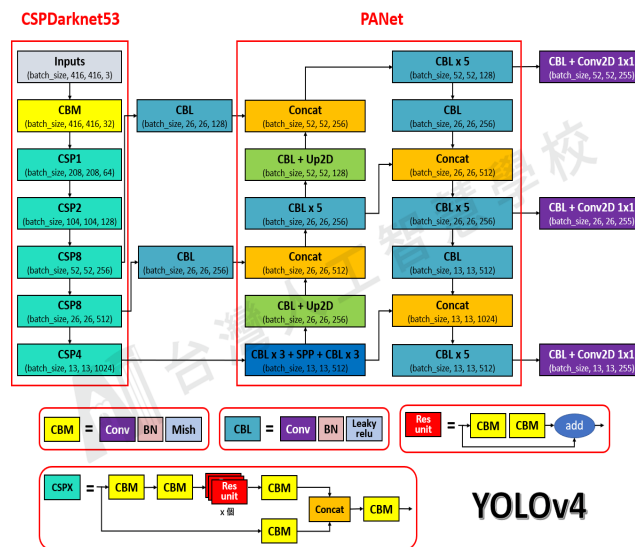 CSPDarknet53
PANet
Inputs
(batch_size, 416, 416, 3)
CBM
(batch_size, 416, 416, 32)
CSP1
(batch_size, 208, 208, 64)
CSP2
(batch_size, 104, 104, 128)
CSP8
(batch_size, 52, 52, 256)
CSP8
(batch_size, 26, 26, 512)
CSP4
(batch_size, 13, 13, 1024)
CBL
(batch_size, 26, 26, 128)
CBL
(batch_size, 26, 26, 256)
Concat
(batch_size, 52, 52, 256)
CBL + Up2D
(batch_size, 52, 52, 128)
CBL x 5
(batch_size, 26, 26, 256)
Concat
(batch_size, 26, 26, 512)
CBL + Up2D
(batch_size, 26, 26, 256)
CBL x 3 + SPP + CBL x 3
(batch_size, 13, 13, 512)
CBL x 5
(batch_size, 52, 52, 128)
CBL
(batch_size, 26, 26, 256)
Concat
(batch_size, 26, 26, 512)
CBL x 5
(batch_size, 26, 26, 256)
CBL
(batch_size, 13, 13, 512)
Concat
(batch_size, 13, 13, 1024)
CBL x 5
(batch_size, 13, 13, 512)
CBL + Conv2D 1x1
(batch_size, 52, 52, 255)
CBL + Conv2D 1x1
(batch_size, 26, 26, 255)
CBL + Conv2D 1x1
(batch_size, 13, 13, 255)
台灣人工智慧學校
CBM = Conv BN Mish
CBL = Conv BN Leaky
relu
Res
unit = CBM CBM add
CSPX = CBM CBM Res
unit CBM
x 個
Concat CBM
CBM
YOLOv4